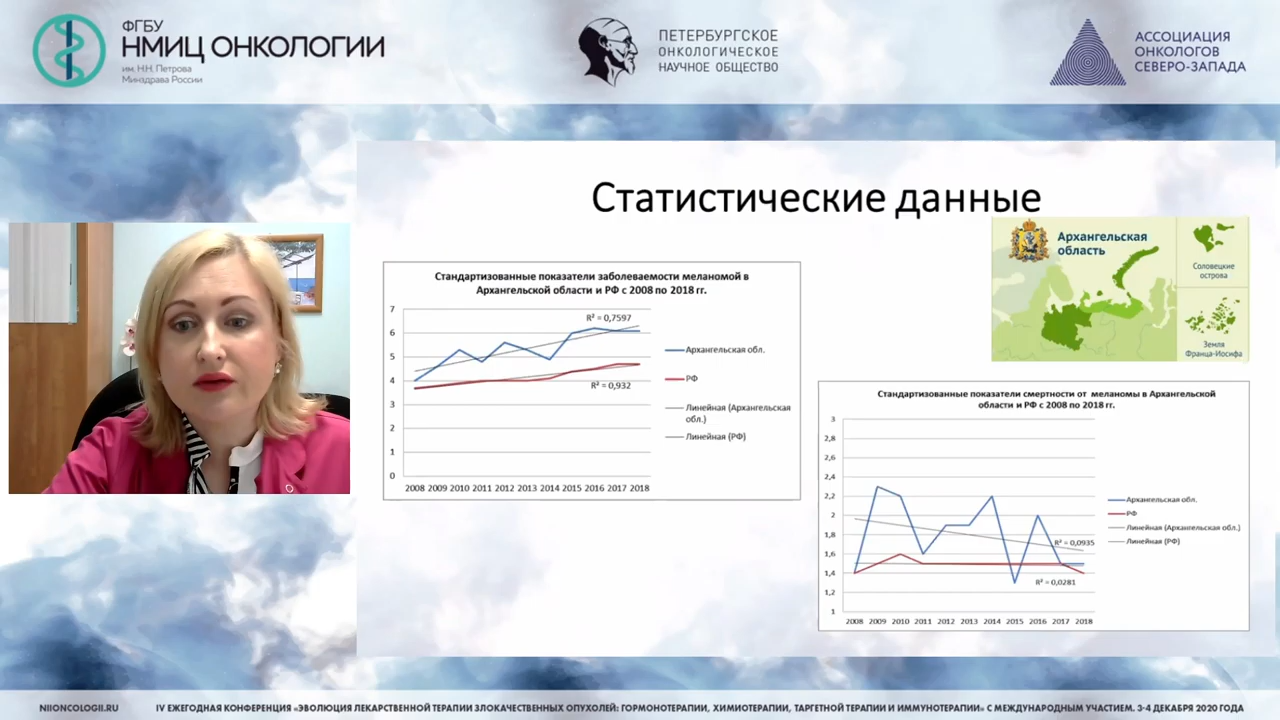 ФГБУ
НМИЦ ОНКОЛОГИИ
им. Н.Н. Петрова
Минздрава России
ПЕТЕРБУРГСКОЕ
ОНКОЛОГИЧЕСКОЕ
НАУЧНОЕ ОБЩЕСТВО
АССОЦИАЦИЯ
ОНКОЛОГОВ
СЕВЕРО-ЗАПАДА
Статистические данные
Архангельская
область
Соловецкие
острова
Земля
Франца-Иосифа
Стандартизованные показатели заболеваемости меланомой в
Архангельской области и РФ с 2008 по 2018 гг.
7
6
5
4
3
2
1
0
R² = 0,7597
R² = 0,932
2008 2009 2010 2011 2012 2013 2014 2015 2016 2017 2018
Архангельская обл.
РФ
Линейная (Архангельская
обл.)
Линейная (РФ)
Стандартизованные показатели смертности от меланомы в Архангельской
области и РФ с 2008 по 2018 гг.
3
2,8
2,6
2,4
2,2
2
1,8
1,6
1,4
1,2
1
R² = 0,0935
R² = 0,0281
2008 2009 2010 2011 2012 2013 2014 2015 2016 2017 2018
Архангельская обл.
РФ
Линейная (Архангельская обл.)
Линейная (РФ)
NIIONCOLOGII.RU
IV ЕЖЕГОДНАЯ КОНФЕРЕНЦИЯ «ЭВОЛЮЦИЯ ЛЕКАРСТВЕННОЙ ТЕРАПИИ ЗЛОКАЧЕСТВЕННЫХ ОПУХОЛЕЙ: ГОРМОНОТЕРАПИИ, ХИМИОТЕРАПИИ, ТАРГЕТНОЙ ТЕРАПИИ И ИММУНОТЕРАПИИ» С МЕЖДУНАРОДНЫМ УЧАСТИЕМ. 3-4 ДЕКАБРЯ 2020 ГОДА